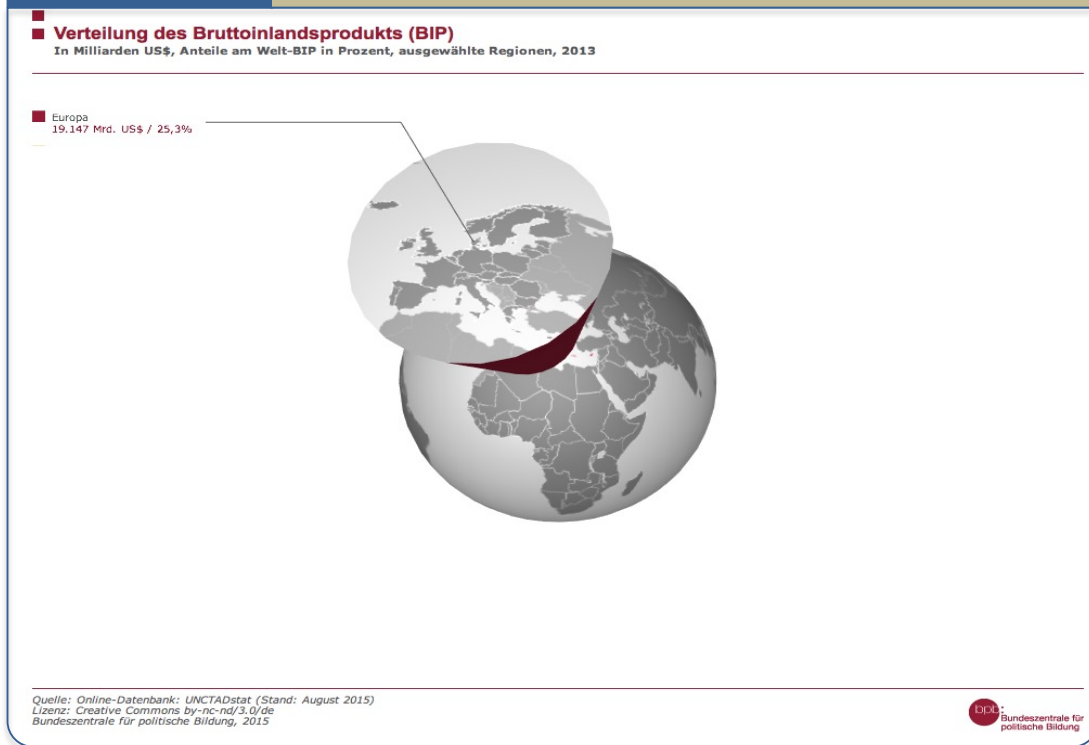 Verteilung des Bruttoinlandsprodukts (BIP)
In Milliarden US$, Anteile am Welt-BIP in Prozent, ausgewählte Regionen, 2013
Europa
19.147 Mrd. US$ / 25,3%
Quelle: Online-Datenbank: UNCTADstat (Stand: August 2015)
Lizenz: Creative Commons by-nc-nd/3.0/de
Bundeszentrale für politische Bildung, 2015
bpb:
Bundeszentrale für
politische Bildung